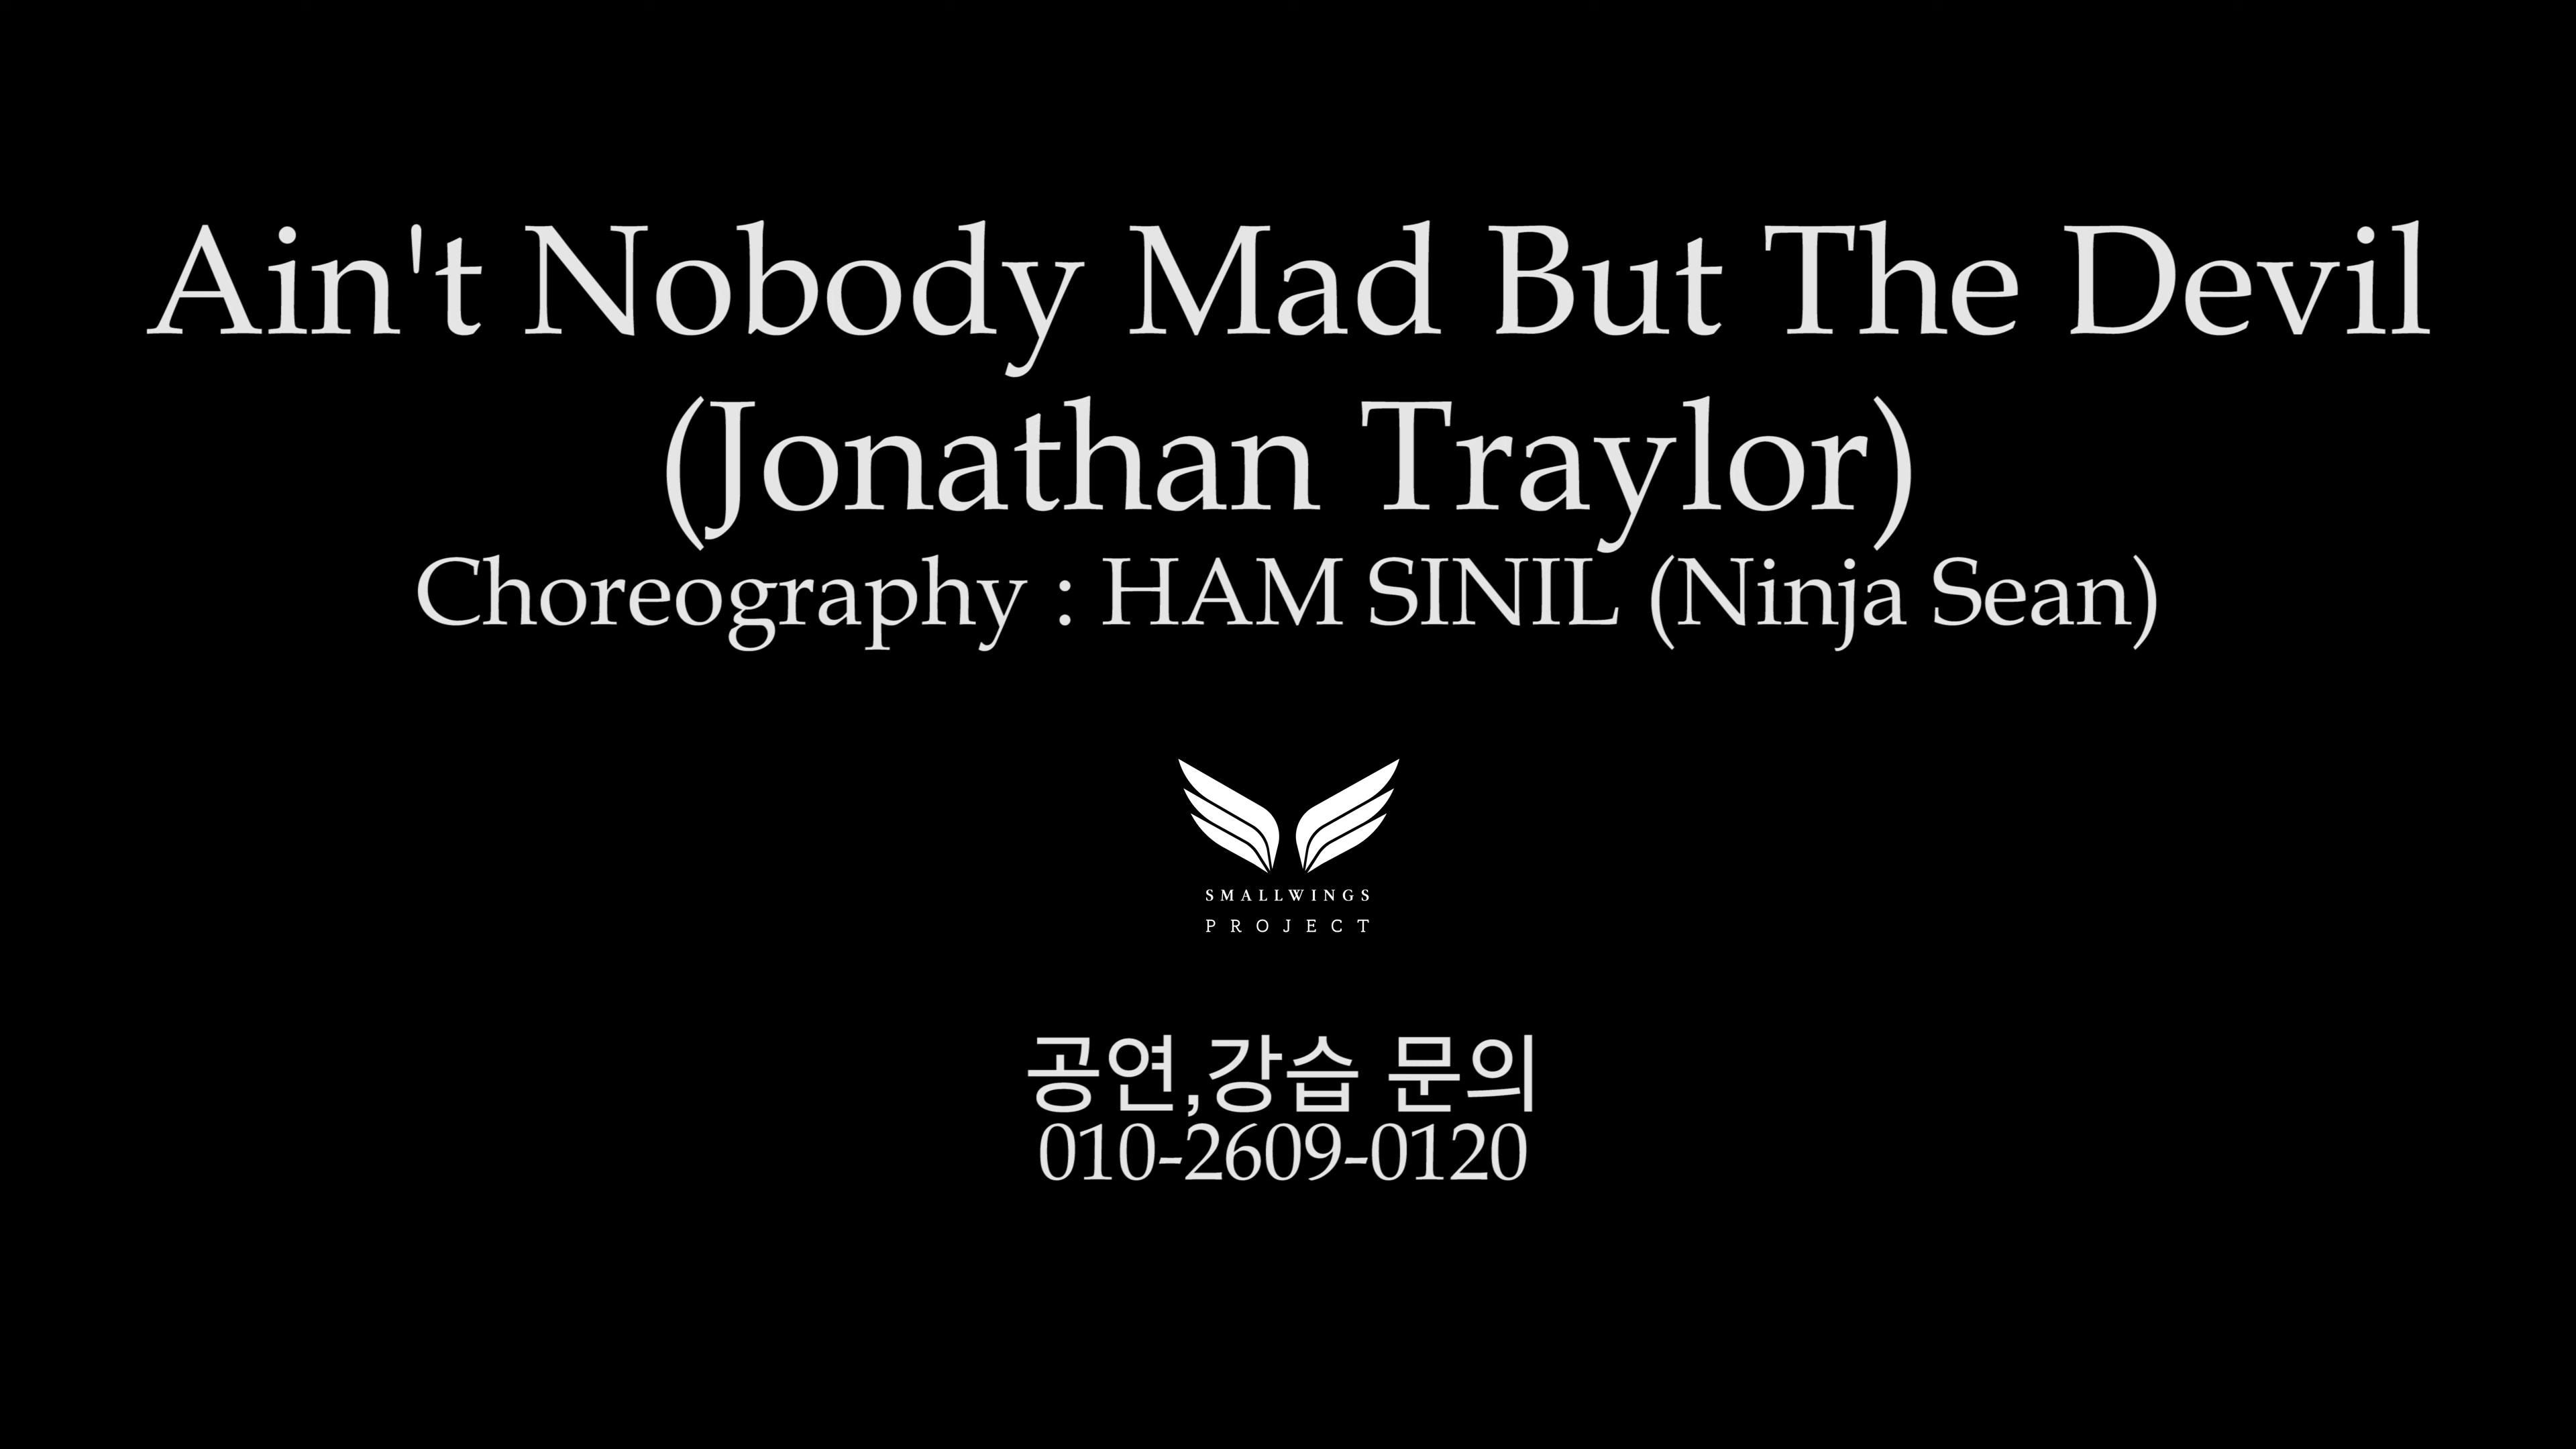 Ain't Nobody Mad But The Devil
(Jonathan Traylor)
Choreography : HAM SINIL (Ninja Sean)
SMALLWINGS
PROJECT
공연,강습 문의
010-2609-0120